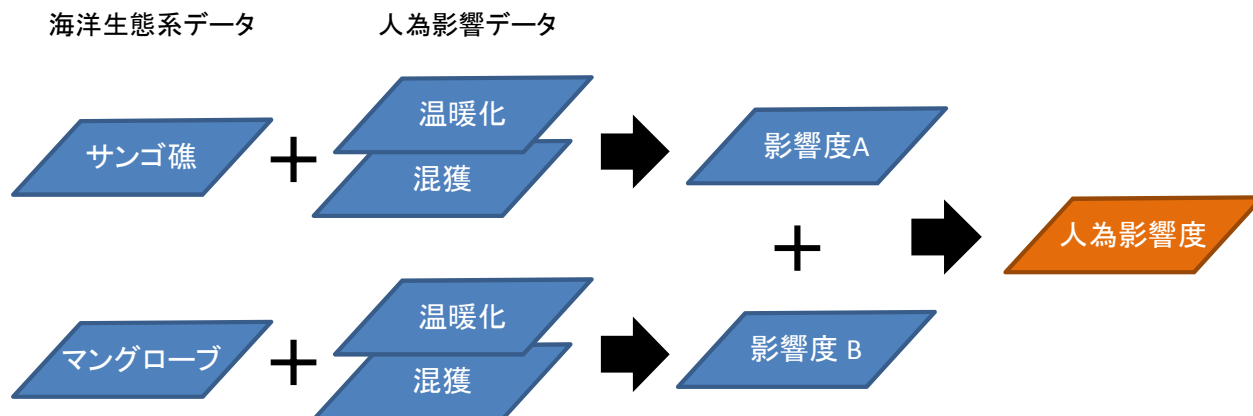 海洋生態系データ
人為影響データ
サンゴ礁
+
温暖化
混獲
影響度A
+
人為影響度
マングローブ
+
温暖化
混獲
影響度 B